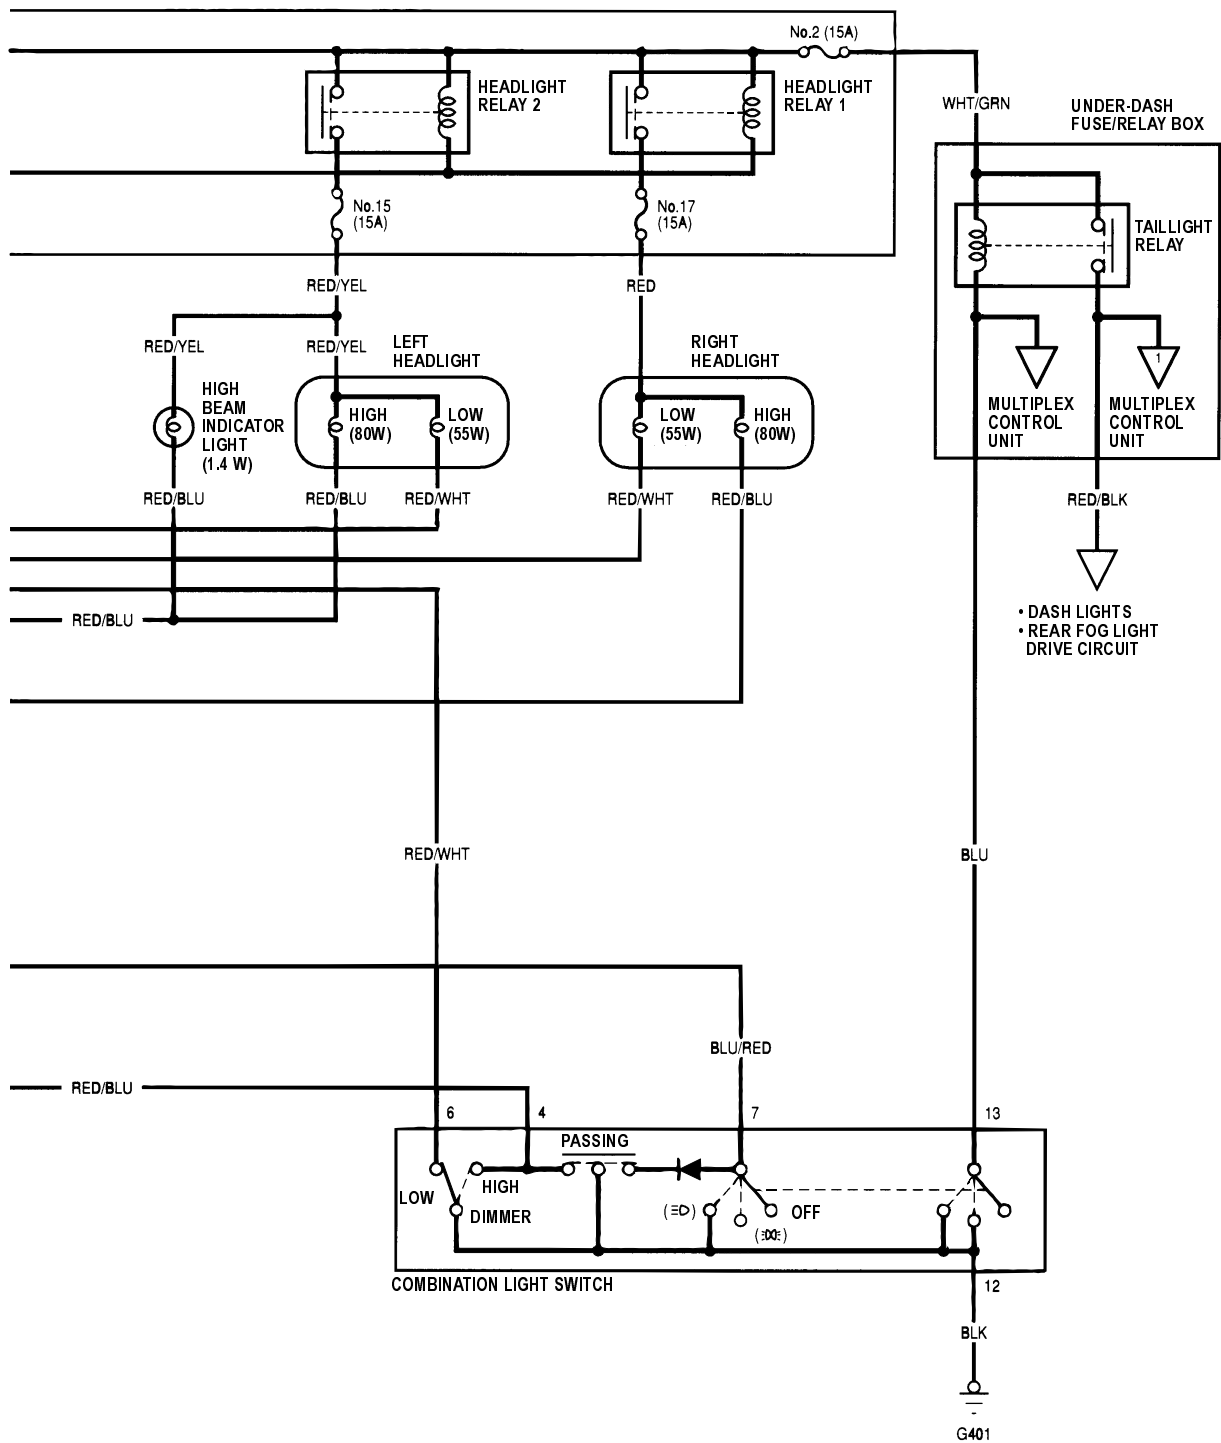 No.2 (15A)
HEADLIGHT
RELAY 2
HEADLIGHT
RELAY 1
WHT/GRN
UNDER-DASH
FUSE/RELAY BOX
No.15
(15A)
No.17
(15A)
TAILLIGHT
RELAY
RED/YEL
RED
RED/YEL
RED/YEL
LEFT
HEADLIGHT
RIGHT
HEADLIGHT
1
HIGH
BEAM
INDICATOR
LIGHT
(1.4 W)
HIGH
(80W)
LOW
(55W)
LOW
(55W)
HIGH
(80W)
MULTIPLEX
CONTROL
UNIT
MULTIPLEX
CONTROL
UNIT
RED/BLU
RED/BLU
RED/WHT
RED/WHT
RED/BLU
RED/BLK
RED/BLU
• DASH LIGHTS
• REAR FOG LIGHT
DRIVE CIRCUIT
RED/WHT
BLU
BLU/RED
RED/BLU
6
4
7
13
PASSING
LOW
HIGH
DIMMER
OFF
COMBINATION LIGHT SWITCH
12
BLK
G401